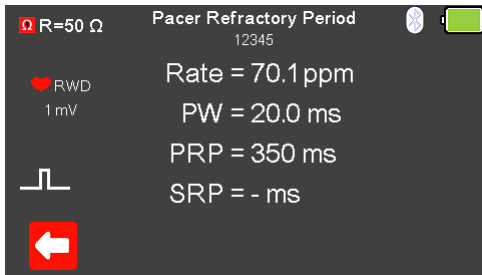 Ω R=50 Ω
Pacer Refractory Period
12345
RWD
1 mV
Rate = 70.1 ppm
PW = 20.0 ms
PRP = 350 ms
SRP = - ms